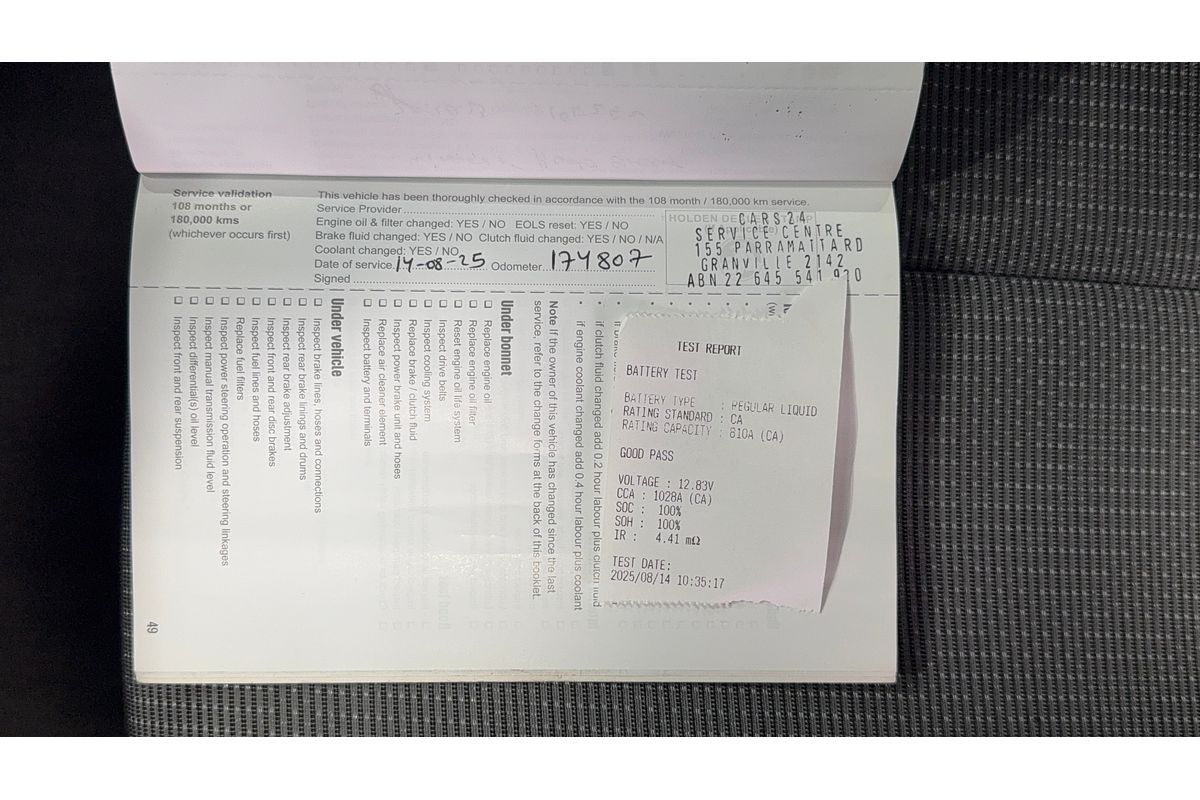 Service validation
108 months or
180,000 kms
(whichever occurs first)
This vehicle has been thoroughly checked in accordance with the 108 month / 180,000 km service.
Service Provider
Engine oil & filter changed: YES / NO EOLS reset: YES / NO
Brake fluid changed: YES / NO Clutch fluid changed: YES / NO / N/A
Coolant changed: YES / NO
Date of service 14-08-25 Odometer 174807
Signed
HOLDEN DE
CARS24
SERVICE CENTRE
155 PARRAMATTARD
GRANVILLE 2142
ABN 22 645 541 920
if clutch fluid changed add 0.2 hour labour plus clutch fluid
if engine coolant changed add 0.4 hour labour plus coolant
Note If the owner of this vehicle has changed since the last
service, refer to the change forms at the back of this booklet.
Under bonnet
Replace engine oil
Replace engine oil filter
Reset engine oil life system
Inspect drive belts
Inspect cooling system
Replace brake / clutch fluid
Inspect power brake unit and hoses
Replace air cleaner element
Inspect battery and terminals
Under vehicle
Inspect brake lines, hoses and connections
Inspect rear brake linings and drums
Inspect rear brake adjustment
Inspect front and rear disc brakes
Inspect fuel lines and hoses
Replace fuel filters
Inspect power steering operation and steering linkages
Inspect manual transmission fluid level
Inspect differential(s) oil level
Inspect front and rear suspension
49
TEST REPORT
BATTERY TEST
BATTERY TYPE : REGULAR LIQUID
RATING STANDARD : CA
RATING CAPACITY : 810A (CA)
GOOD PASS
VOLTAGE : 12.83V
CCA : 1028A (CA)
SOC : 100%
SOH : 100%
IR : 4.41 mΩ
TEST DATE:
2025/08/14 10:35:17